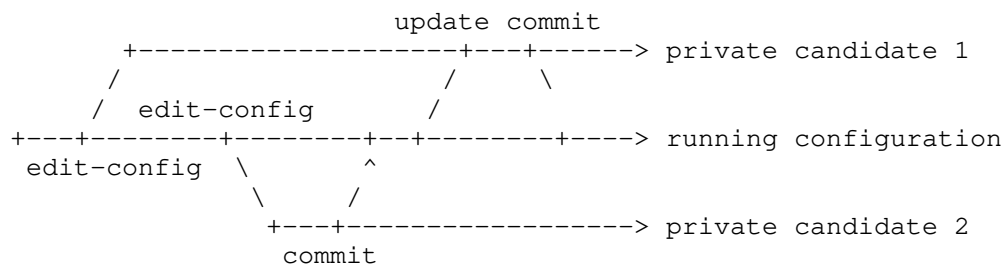 update commit
+---------------------+---+------> private candidate 1
/ / \
/ edit-config / 
+---+--------+--------+--+--------+----> running configuration
edit-config \ ^
\ /
+---+------------------> private candidate 2
commit